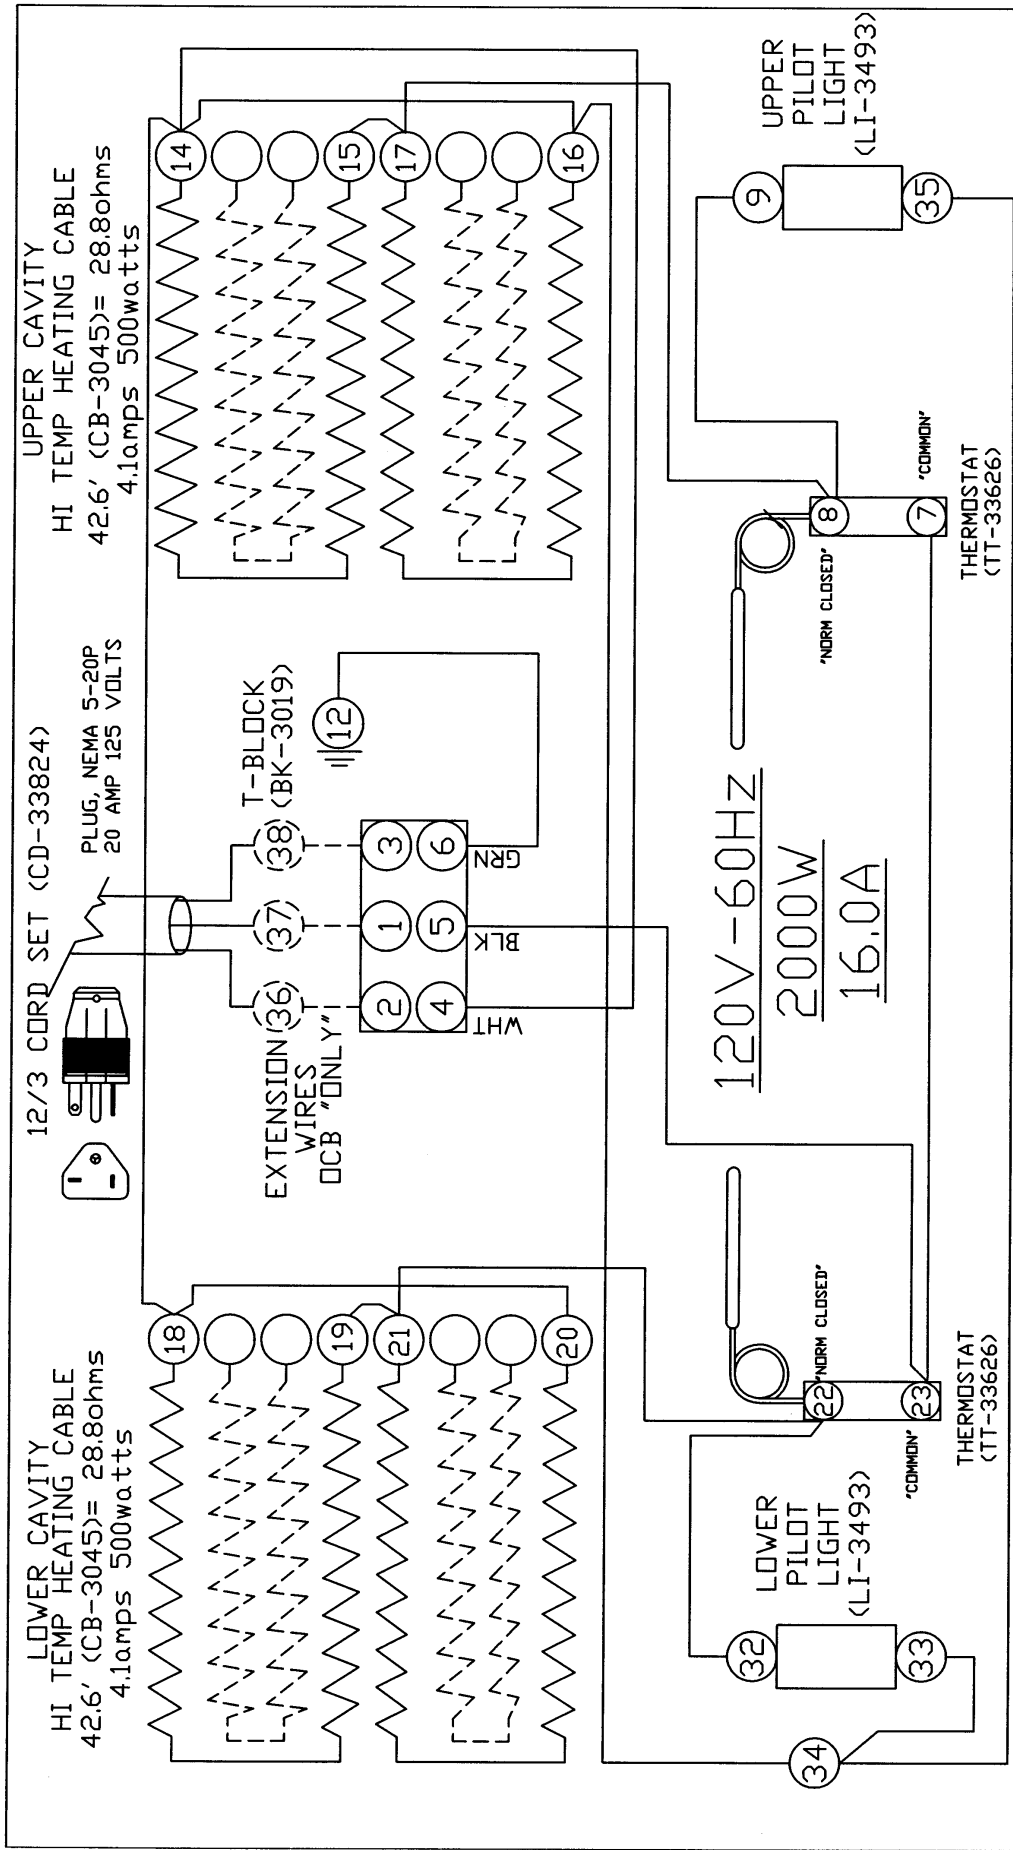 LOWER CAVITY
HI TEMP HEATING CABLE
42.6' (CB-3045)= 28.8ohms
4.1amps 500watts
12/3 CORD SET (CD-33824)
PLUG, NEMA 5-20P
20 AMP 125 VOLTS
UPPER CAVITY
HI TEMP HEATING CABLE
42.6' (CB-3045)= 28.8ohms
4.1amps 500watts
18
19
21
20
EXTENSION
WIRES
OCB "ONLY"
36
37
38
T-BLOCK
(BK-3019)
2
1
3
4
5
6
WHT
BLK
GRN
12
14
15
17
16
120V-60Hz
2000W
16.0A
34
32
33
LOWER
PILOT
LIGHT
(LI-3493)
22
23
"NORM CLOSED"
"COMMON"
THERMOSTAT
(TT-33626)
"NORM CLOSED"
8
7
"COMMON"
THERMOSTAT
(TT-33626)
9
35
UPPER
PILOT
LIGHT
(LI-3493)